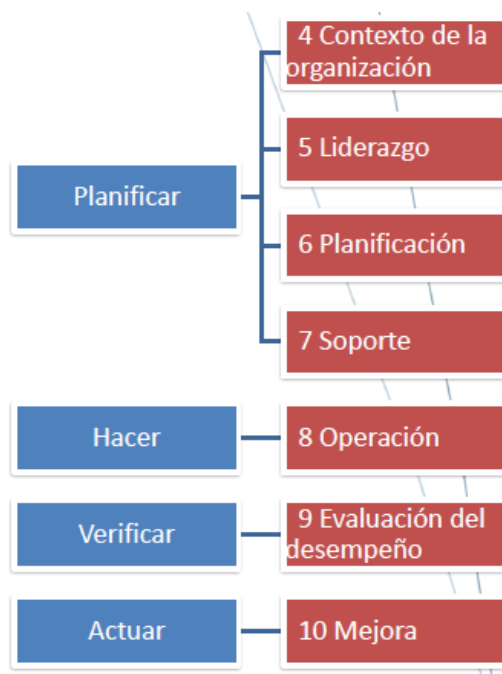 4 Contexto de la
organización
5 Liderazgo
Planificar
6 Planificación
7 Soporte
Hacer
8 Operación
Verificar
9 Evaluación del
desempeño
Actuar
10 Mejora